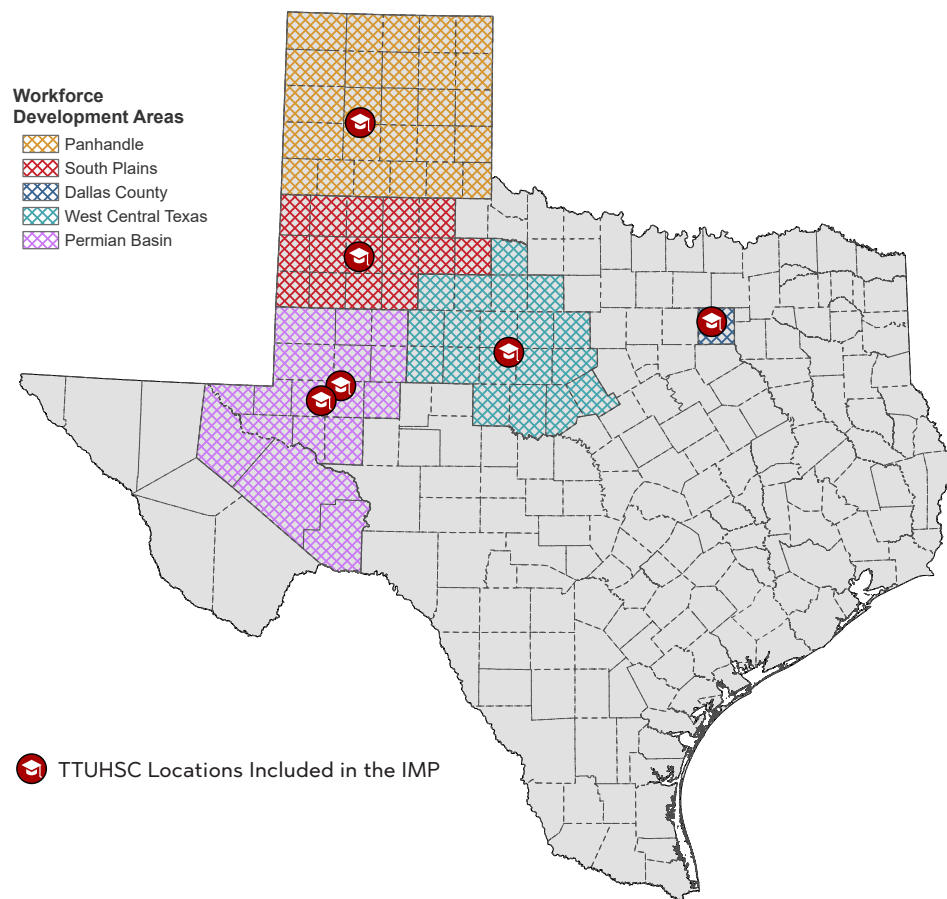 Workforce
Development Areas
Panhandle
South Plains
Dallas County
West Central Texas
Permian Basin
TTUHSC Locations Included in the IMP